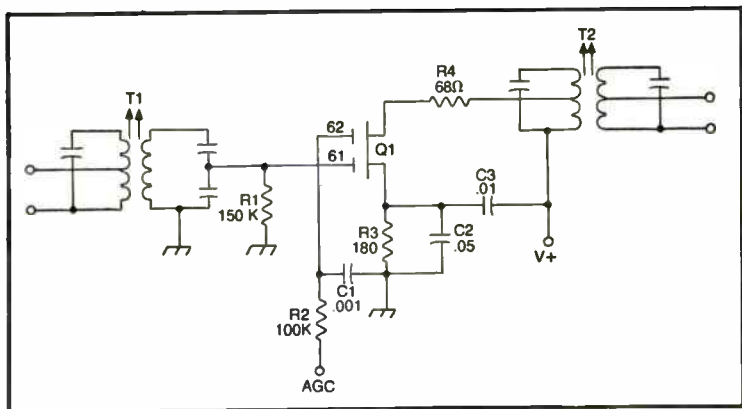 T1
T2
R4
68Ω
62
61
Q1
R1
150 K
C3
.01
R3
180
C2
.05
V+
C1
.001
R2
100K
AGC